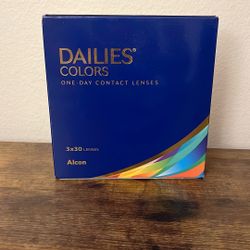 DAILIES®
COLORS
ONE-DAY CONTACT LENSES
3x30 LENSES
Alcon